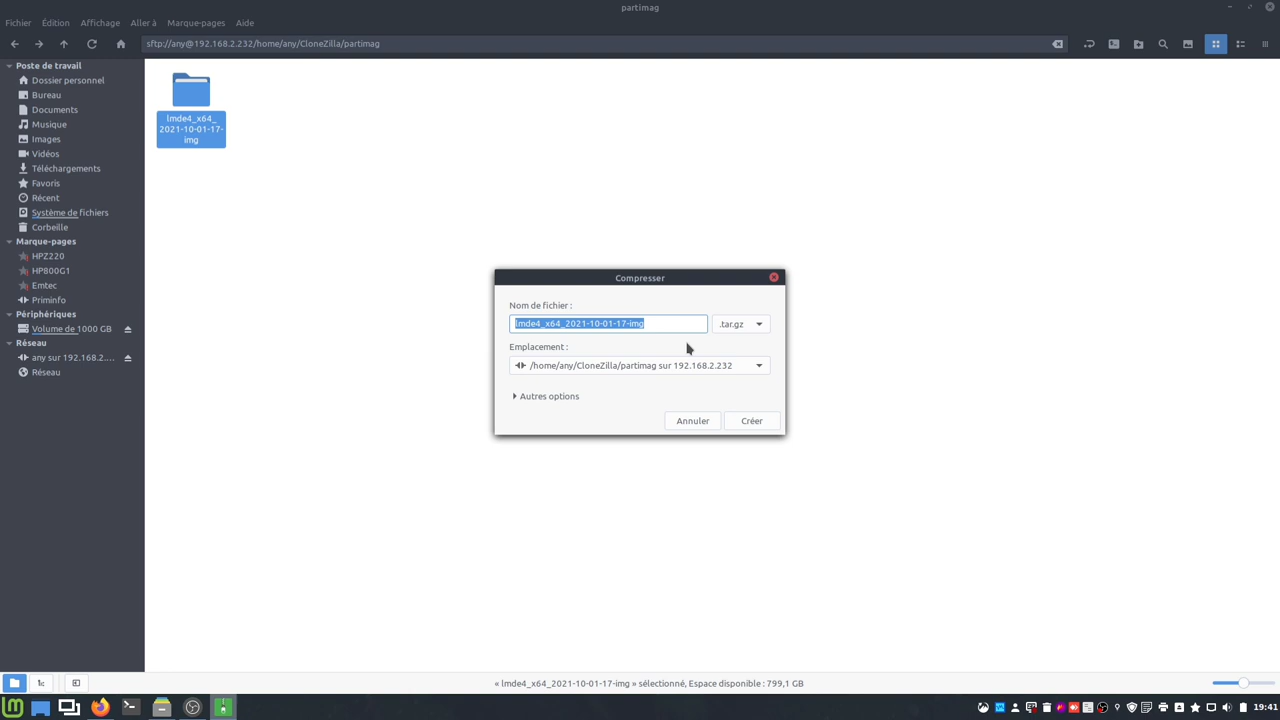 partimag
Fichier Édition Affichage Aller à Marque-pages Aide
sftp://any@192.168.2.232/home/any/CloneZilla/partimag
Poste de travail
Dossier personnel
Bureau
Documents
Musique
Images
Vidéos
Téléchargements
Favoris
Récent
Système de fichiers
Corbeille
Marque-pages
HPZ220
HP800G1
Emtec
Priminfo
Périphériques
Volume de 1000 GB
Réseau
any sur 192.168.2....
Réseau
lmde4_x64_
2021-10-01-17-
img
Compresser
Nom de fichier :
lmde4_x64_2021-10-01-17-img .tar.gz
Emplacement :
/home/any/CloneZilla/partimag sur 192.168.2.232
Autres options
Annuler Créer
« lmde4_x64_2021-10-01-17-img » sélectionné, Espace disponible : 799,1 GB
19:41